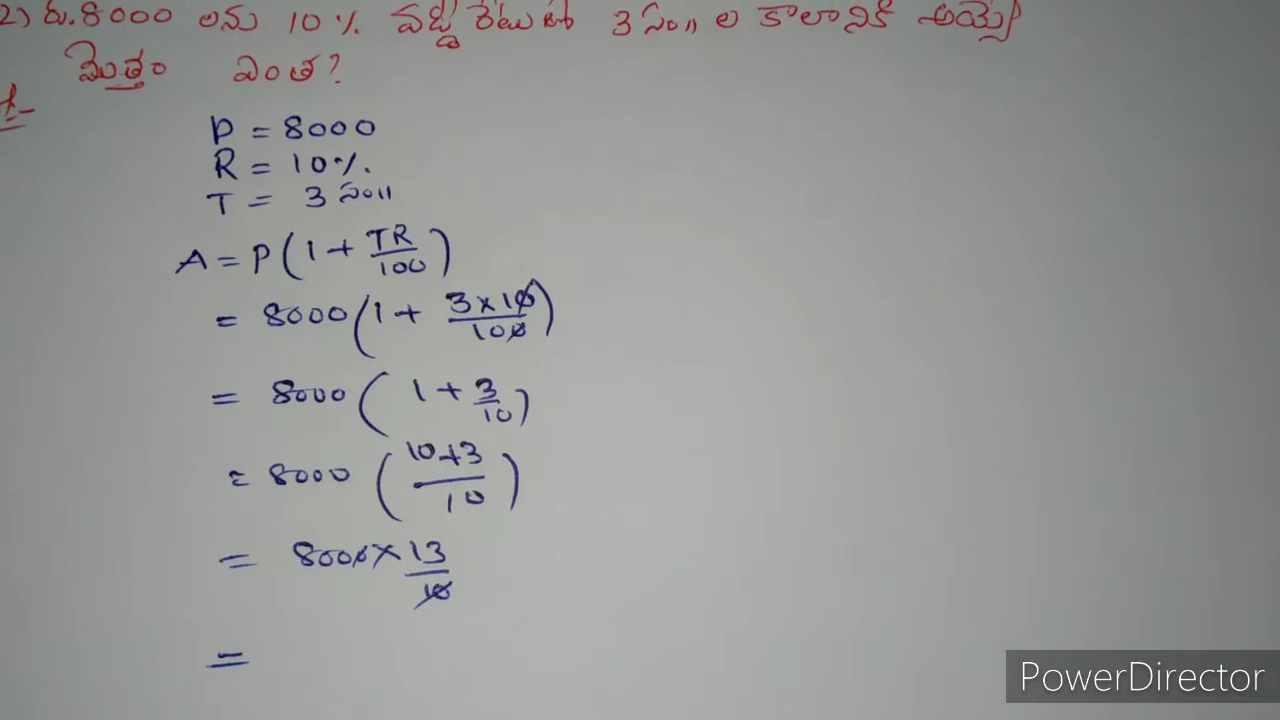 2) రు.8000 లను 10% వడ్డీ రేటున 3 సం॥ ల కాలానికి అయ్యే
మొత్తం ఎంత?
P = 8000
R = 10%.
T = 3 సం॥
A = P(1 + TR/100)
= 8000(1 + 3×10/100)
= 8000(1 + 3/10)
= 8000(10+3/10)
= 8000×13/10
=
PowerDirector